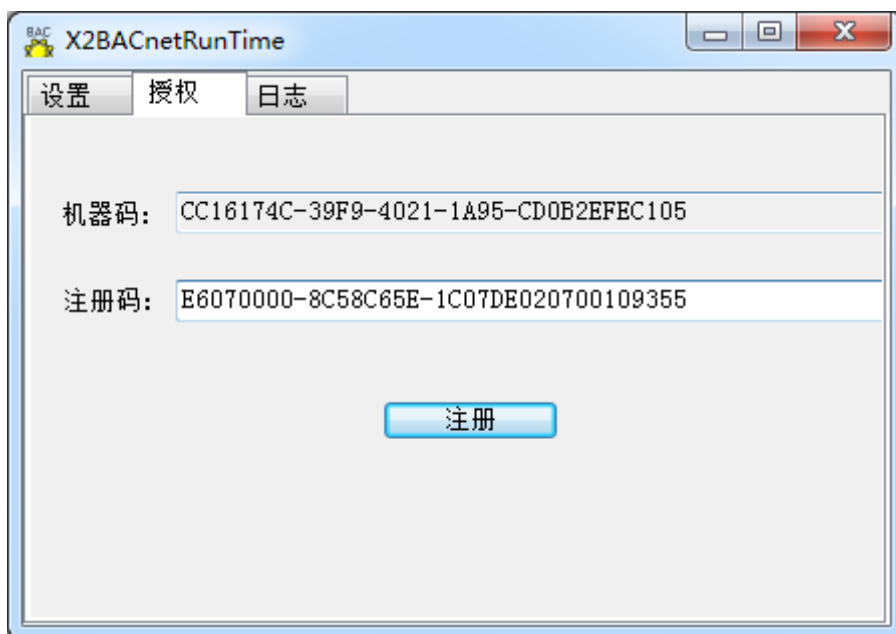 BAC
X2BACnetRunTime
设置 授权 日志
机器码: CC16174C-39F9-4021-1A95-CD0B2EFEC105
注册码: E6070000-8C58C65E-1C07DE020700109355
注册